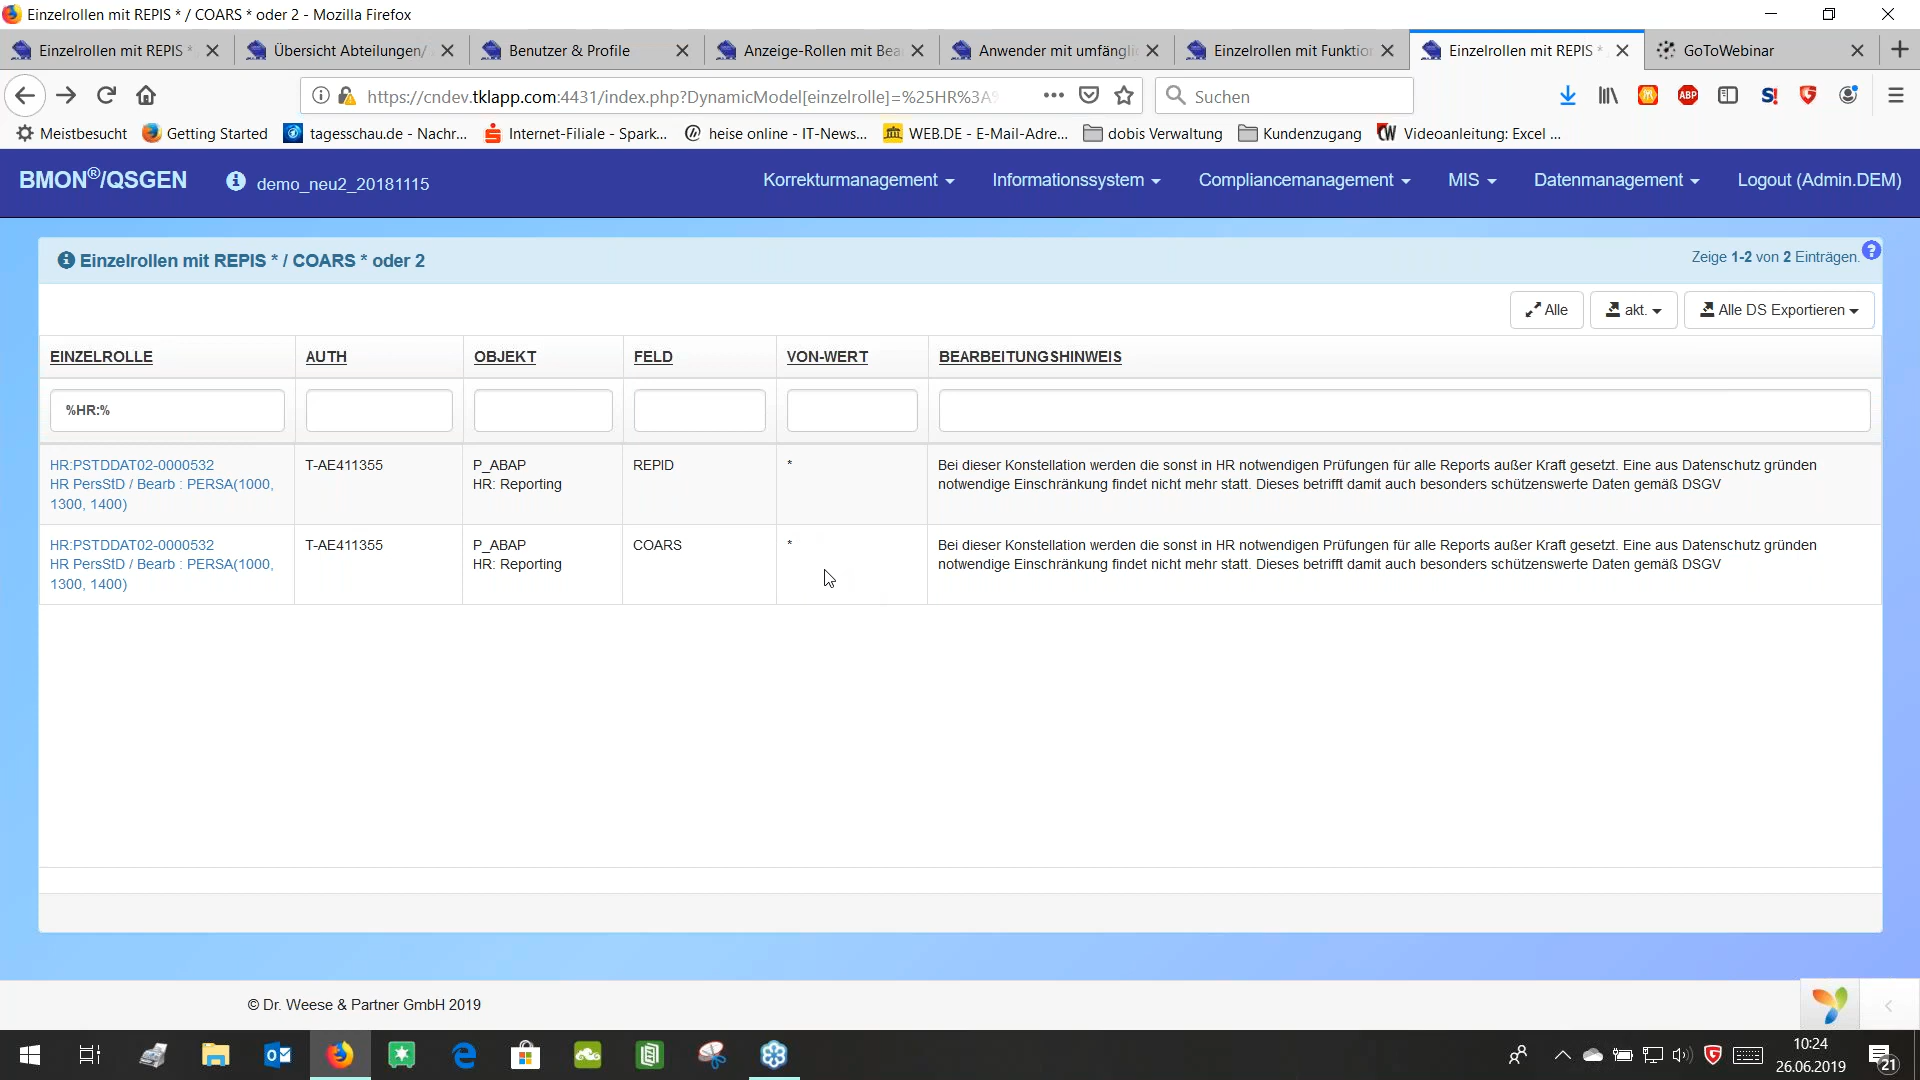 Einzelrollen mit REPIS * / COARS * oder 2 - Mozilla Firefox
Einzelrollen mit REPIS *
Übersicht Abteilungen/
Benutzer & Profile
Anzeige-Rollen mit Bea
Anwender mit umfänglic
Einzelrollen mit Funktion
Einzelrollen mit REPIS *
GoToWebinar
https://cndev.tklapp.com:4431/index.php?DynamicModel[einzelrolle]=%25HR%3A%
Suchen
Meistbesucht
Getting Started
tagesschau.de - Nachr...
Internet-Filiale - Spark...
heise online - IT-News...
WEB.DE - E-Mail-Adre...
dobis Verwaltung
Kundenzugang
Videoanleitung: Excel ...
BMON®/QSGEN
demo_neu2_20181115
Korrekturmanagement
Informationssystem
Compliancemanagement
MIS
Datenmanagement
Logout (Admin.DEM)
Einzelrollen mit REPIS * / COARS * oder 2
Zeige 1-2 von 2 Einträgen.
?
Alle
akt.
Alle DS Exportieren
EINZELROLLE
AUTH
OBJEKT
FELD
VON-WERT
BEARBEITUNGSHINWEIS
%HR:%
HR:PSTDDAT02-0000532
HR PersStD / Bearb : PERSA(1000,
1300, 1400)
T-AE411355
P_ABAP
HR: Reporting
REPID
*
Bei dieser Konstellation werden die sonst in HR notwendigen Prüfungen für alle Reports außer Kraft gesetzt. Eine aus Datenschutz gründen
notwendige Einschränkung findet nicht mehr statt. Dieses betrifft damit auch besonders schützenswerte Daten gemäß DSGV
HR:PSTDDAT02-0000532
HR PersStD / Bearb : PERSA(1000,
1300, 1400)
T-AE411355
P_ABAP
HR: Reporting
COARS
*
Bei dieser Konstellation werden die sonst in HR notwendigen Prüfungen für alle Reports außer Kraft gesetzt. Eine aus Datenschutz gründen
notwendige Einschränkung findet nicht mehr statt. Dieses betrifft damit auch besonders schützenswerte Daten gemäß DSGV
© Dr. Weese & Partner GmbH 2019
10:24
26.06.2019
21